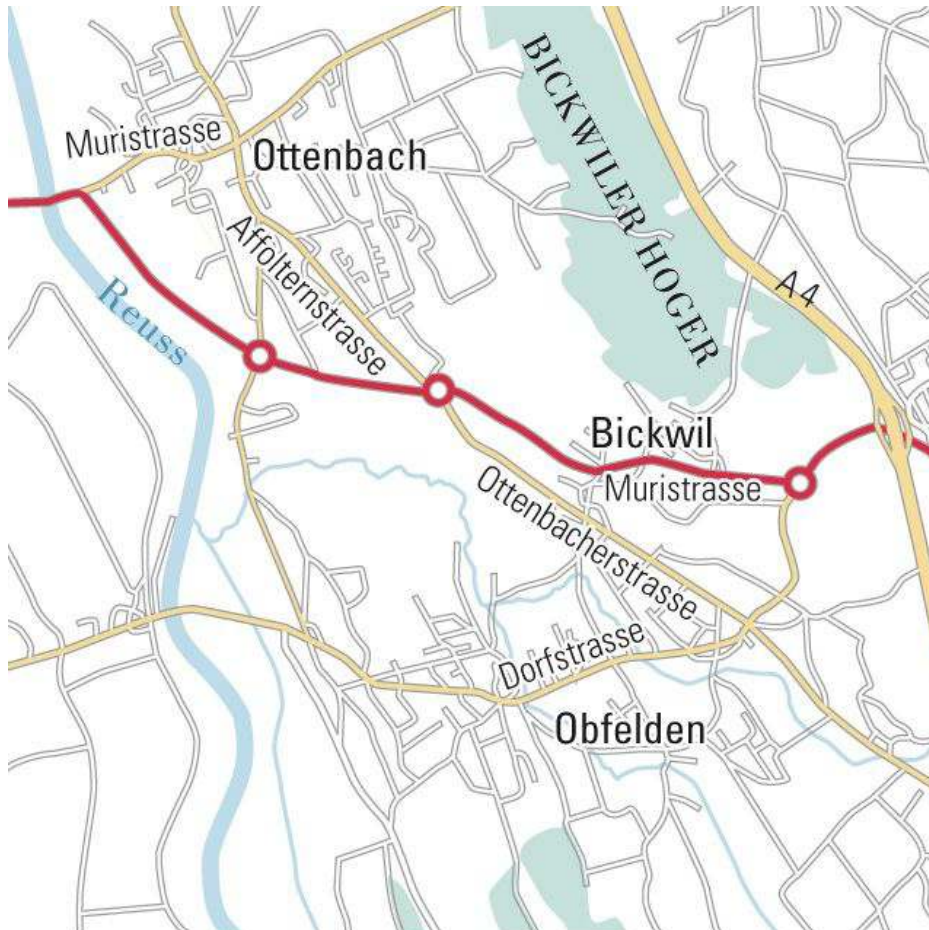 BICKWILER HOGER
Muristrasse
Ottenbach
Affolternstrasse
A4
Reuss
Bickwil
Muristrasse
Ottenbacherstrasse
Dorfstrasse
Obfelden